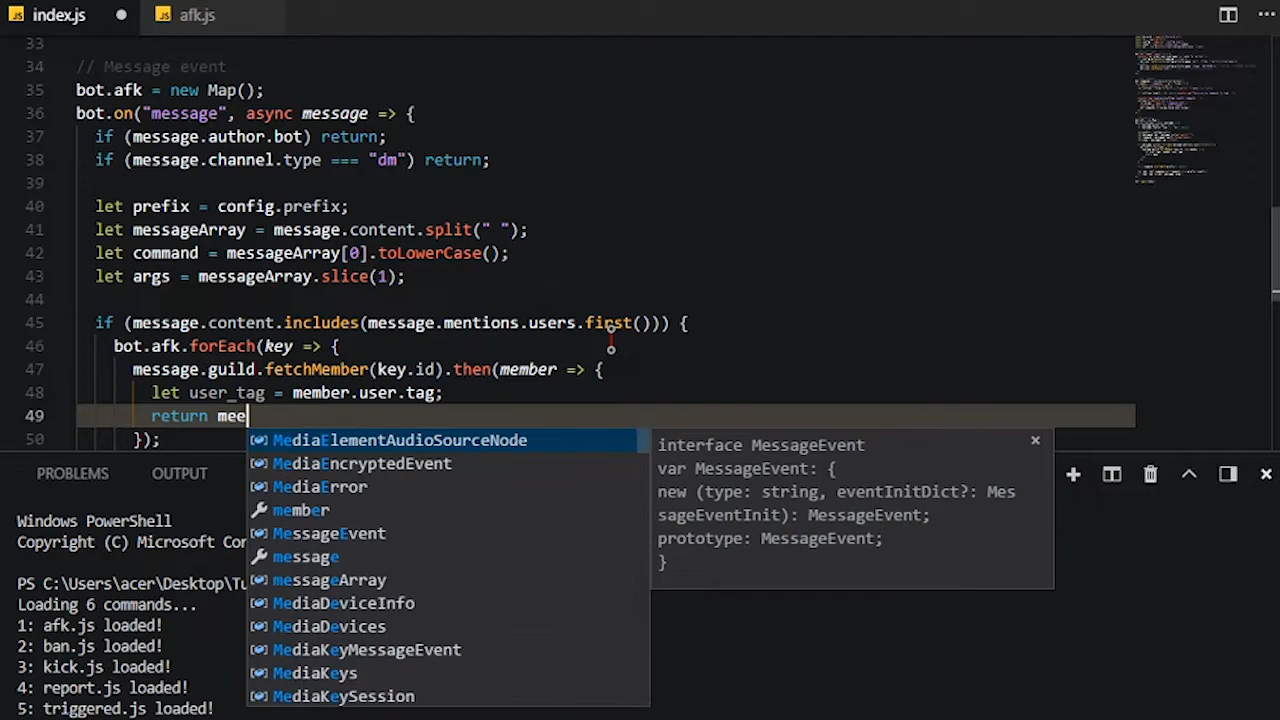 index.js
afk.js
33
34 // Message event
35 bot.afk = new Map();
36 bot.on("message", async message => {
37 if (message.author.bot) return;
38 if (message.channel.type === "dm") return;
39
40 let prefix = config.prefix;
41 let messageArray = message.content.split(" ");
42 let command = messageArray[0].toLowerCase();
43 let args = messageArray.slice(1);
44
45 if (message.content.includes(message.mentions.users.first())) {
46 bot.afk.forEach(key => {
47 message.guild.fetchMember(key.id).then(member => {
48 let user_tag = member.user.tag;
49 return mee
50 });
MediaElementAudioSourceNode
MediaEncryptedEvent
MediaError
member
MessageEvent
message
messageArray
MediaDeviceInfo
MediaDevices
MediaKeyMessageEvent
MediaKeys
MediaKeySession
interface MessageEvent
var MessageEvent: {
new (type: string, eventInitDict?: Mes
sageEventInit): MessageEvent;
prototype: MessageEvent;
}
PROBLEMS OUTPUT
Windows PowerShell
Copyright (C) Microsoft Cor
PS C:\Users\acer\Desktop\Tu
Loading 6 commands...
1: afk.js loaded!
2: ban.js loaded!
3: kick.js loaded!
4: report.js loaded!
5: triggered.js loaded!